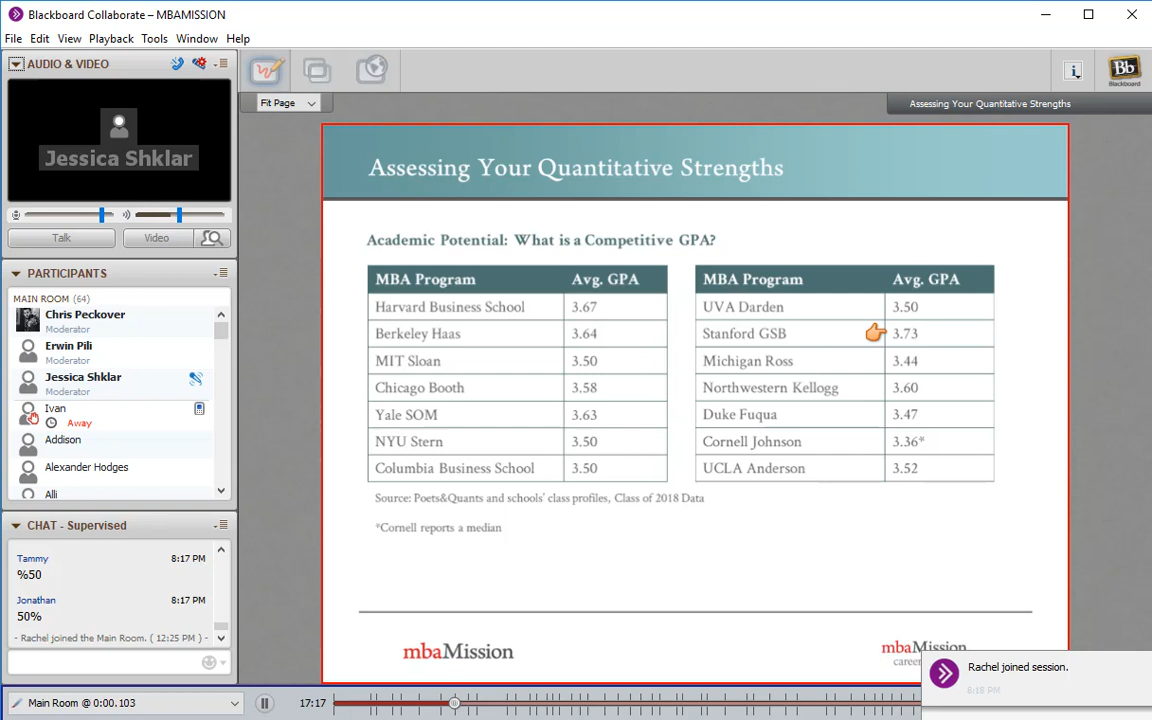 Blackboard Collaborate – MBAMISSION
File Edit View Playback Tools Window Help
AUDIO & VIDEO
Jessica Shklar
Talk
Video
PARTICIPANTS
MAIN ROOM (64)
Chris Peckover
Moderator
Erwin Pili
Moderator
Jessica Shklar
Moderator
Ivan
Away
Addison
Alexander Hodges
Alli
CHAT - Supervised
Tammy 8:17 PM
%50
Jonathan 8:17 PM
50%
- Rachel joined the Main Room. ( 12:25 PM ) -
Fit Page
i
Bb
Blackboard
Assessing Your Quantitative Strengths
Assessing Your Quantitative Strengths
Academic Potential: What is a Competitive GPA?
MBA Program Avg. GPA
Harvard Business School 3.67
Berkeley Haas 3.64
MIT Sloan 3.50
Chicago Booth 3.58
Yale SOM 3.63
NYU Stern 3.50
Columbia Business School 3.50
MBA Program Avg. GPA
UVA Darden 3.50
Stanford GSB 3.73
Michigan Ross 3.44
Northwestern Kellogg 3.60
Duke Fuqua 3.47
Cornell Johnson 3.36*
UCLA Anderson 3.52
Source: Poets&Quants and schools' class profiles, Class of 2018 Data
*Cornell reports a median
mbaMission
mbaMission
Rachel joined session.
8:18 PM
Main Room @ 0:00.103
17:17